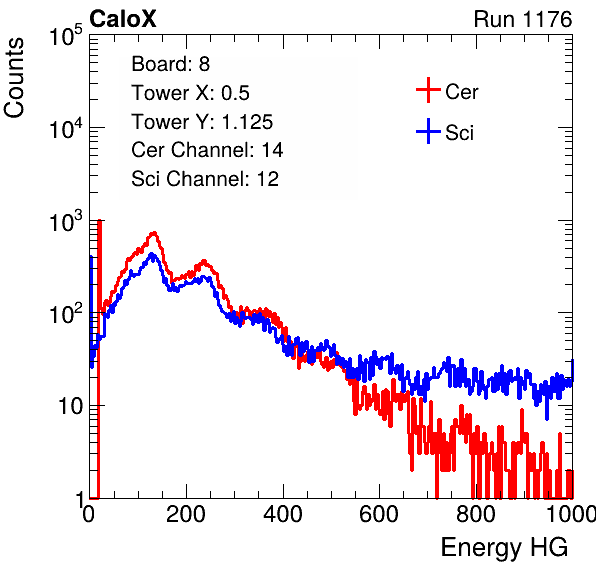 CaloX Run 1176
Counts
Board: 8
Tower X: 0.5
Tower Y: 1.125
Cer Channel: 14
Sci Channel: 12
Cer
Sci
10^5
10^4
10^3
10^2
10
1
0 200 400 600 800 1000
Energy HG